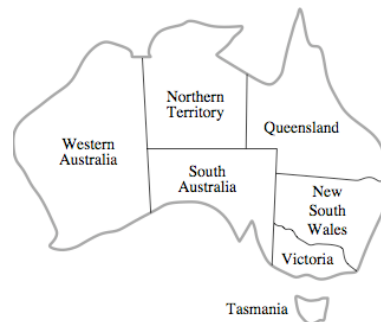 Northern
Territory
Queensland
Western
Australia
South
Australia
New
South
Wales
Victoria
Tasmania